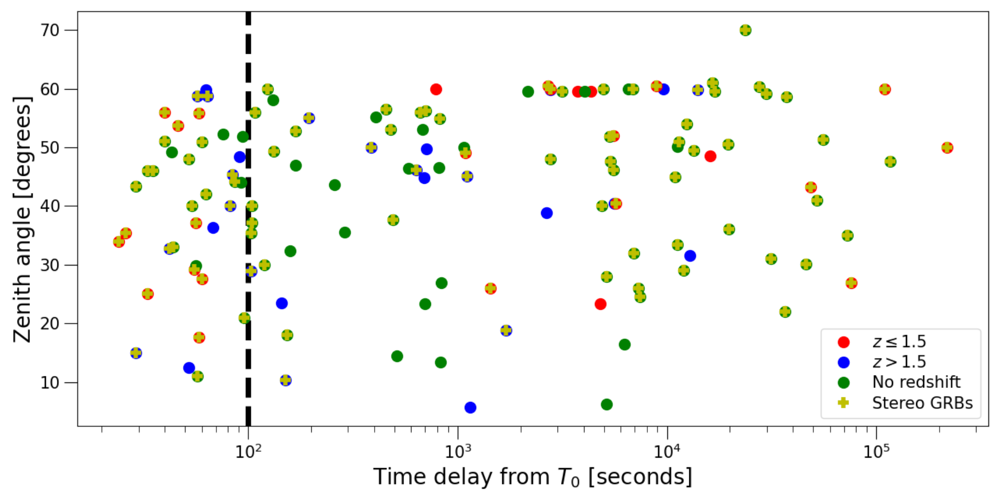 Zenith angle [degrees]
70
60
50
40
30
20
10
10²
10³
10⁴
10⁵
Time delay from T₀ [seconds]
z ≤ 1.5
z > 1.5
No redshift
Stereo GRBs